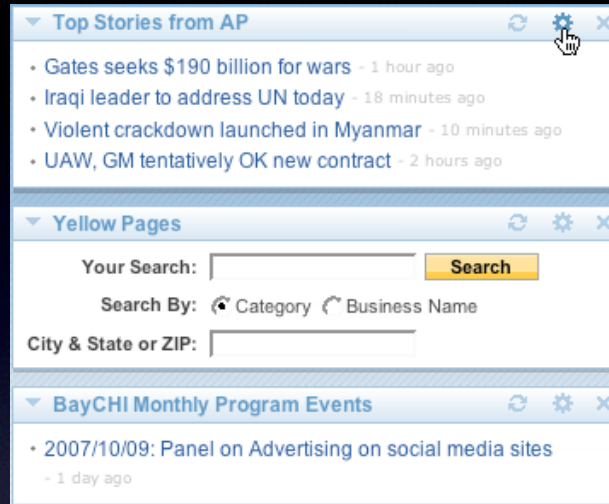 Top Stories from AP
Gates seeks $190 billion for wars - 1 hour ago
Iraqi leader to address UN today - 18 minutes ago
Violent crackdown launched in Myanmar - 10 minutes ago
UAW, GM tentatively OK new contract - 2 hours ago
Yellow Pages
Your Search: Search
Search By: Category Business Name
City & State or ZIP:
BayCHI Monthly Program Events
2007/10/09: Panel on Advertising on social media sites
- 1 day ago